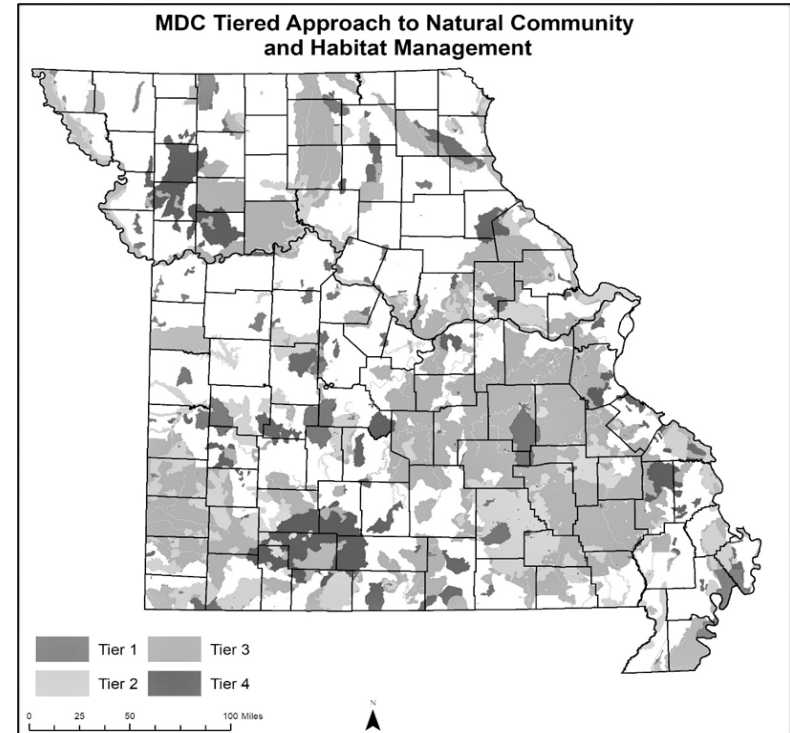 MDC Tiered Approach to Natural Community
and Habitat Management
Tier 1 Tier 3
Tier 2 Tier 4
N
0 25 50 100 Miles